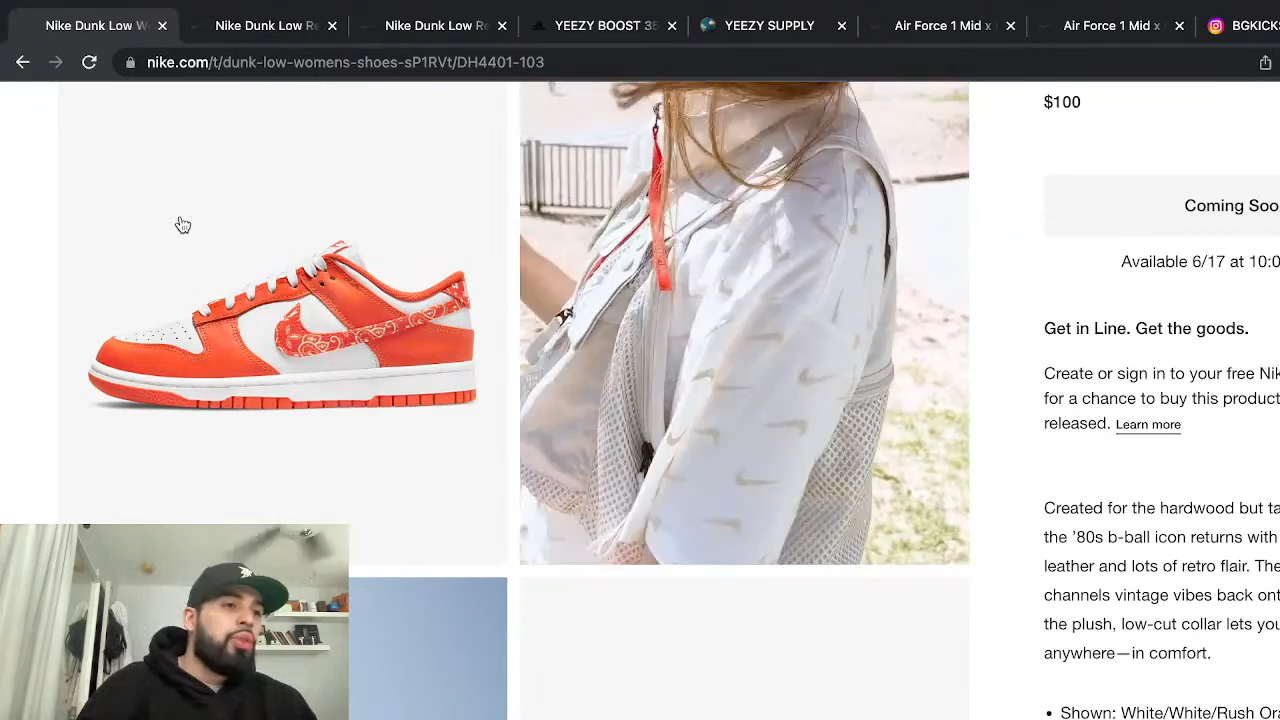 Nike Dunk Low W
Nike Dunk Low Re
Nike Dunk Low Re
YEEZY BOOST 35
YEEZY SUPPLY
Air Force 1 Mid x
Air Force 1 Mid x
BGKICK
nike.com/t/dunk-low-womens-shoes-sP1RVt/DH4401-103
$100
Coming Soo
Available 6/17 at 10:0
Get in Line. Get the goods.
Create or sign in to your free Nik
for a chance to buy this product
released. Learn more
Created for the hardwood but ta
the '80s b-ball icon returns with
leather and lots of retro flair. The
channels vintage vibes back ont
the plush, low-cut collar lets you
anywhere—in comfort.
• Shown: White/White/Rush Ora